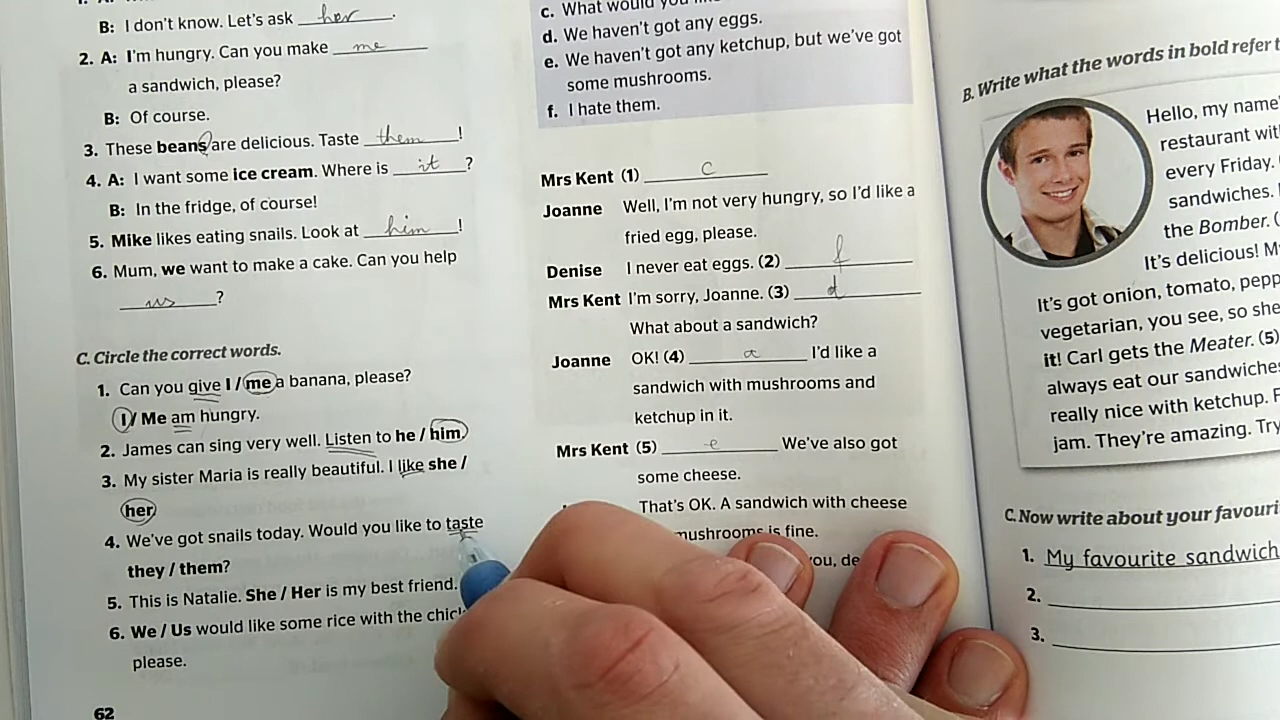 B: I don't know. Let's ask her.
2. A: I'm hungry. Can you make me
a sandwich, please?
B: Of course.
3. These beans are delicious. Taste them!
4. A: I want some ice cream. Where is it?
B: In the fridge, of course!
5. Mike likes eating snails. Look at him!
6. Mum, we want to make a cake. Can you help
us?
C. Circle the correct words.
1. Can you give I / me a banana, please?
I / Me am hungry.
2. James can sing very well. Listen to he / him
3. My sister Maria is really beautiful. I like she /
her
4. We've got snails today. Would you like to taste
they / them?
5. This is Natalie. She / Her is my best friend.
6. We / Us would like some rice with the
please.
62
c. What would you
d. We haven't got any eggs.
e. We haven't got any ketchup, but we've got
some mushrooms.
f. I hate them.
Mrs Kent (1) c
Joanne Well, I'm not very hungry, so I'd like a
fried egg, please.
Denise I never eat eggs. (2) f
Mrs Kent I'm sorry, Joanne. (3) d
What about a sandwich?
Joanne OK! (4) a I'd like a
sandwich with mushrooms and
ketchup in it.
Mrs Kent (5) e We've also got
some cheese.
That's OK. A sandwich with cheese
mushrooms is fine.
B. Write what the words in bold refer
Hello, my name
restaurant
every Friday.
sandwiches.
the Bomber. (
It's delicious!
It's got onion, tomato,
vegetarian, you see, so she
it! Carl gets the Meater. (5)
always eat our sandwiches
really nice with ketchup.
jam. They're amazing. Try
C. Now write about your
1. My favourite sandwich
2.
3.